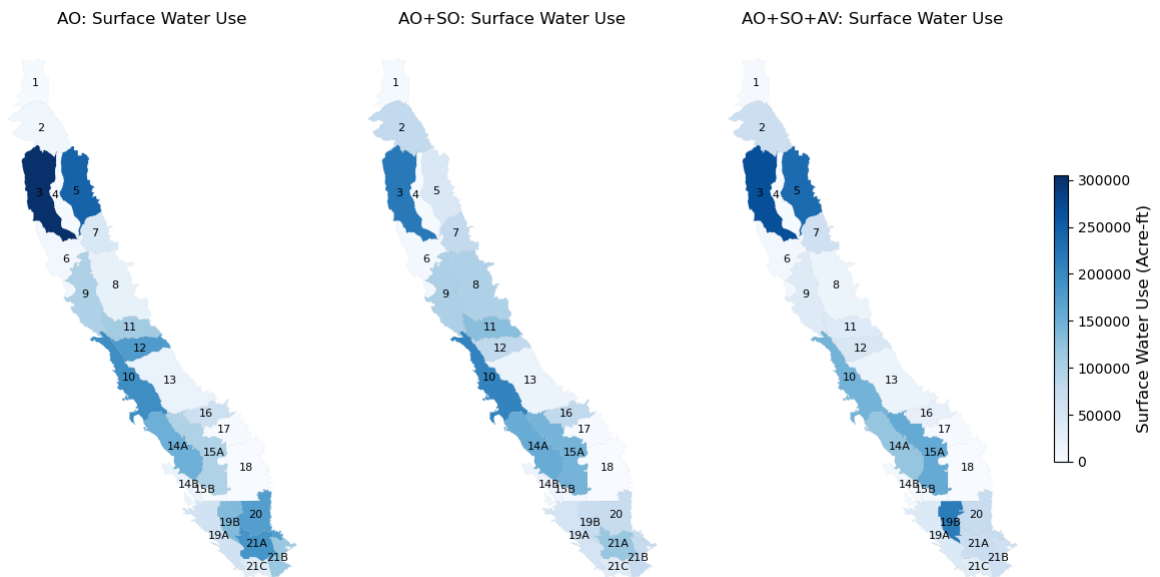 AO: Surface Water Use
AO+SO: Surface Water Use
AO+SO+AV: Surface Water Use
1
2
3
4
5
7
6
8
9
11
12
10
13
16
17
14A
15A
18
14B
15B
20
19B
19A
21A
21B
21C
1
2
3
4
5
7
6
8
9
11
12
10
13
16
17
14A
15A
18
14B
15B
20
19B
19A
21A
21B
21C
1
2
3
4
5
7
6
8
9
11
12
10
13
16
17
14A
15A
18
14B
15B
20
19B
19A
21A
21B
21C
300000
250000
200000
150000
100000
50000
0
Surface Water Use (Acre-ft)